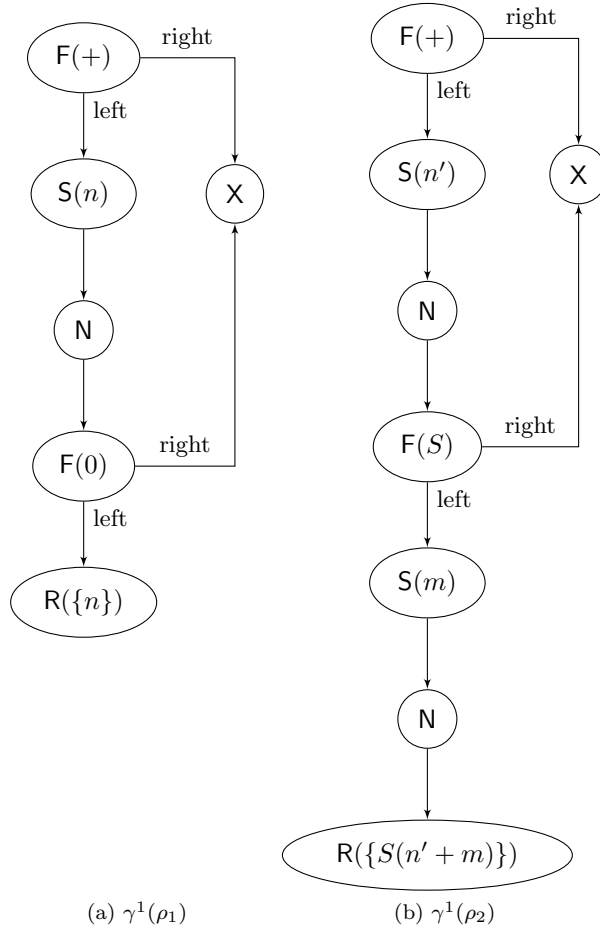 F(+)
right
left
S(n)
X
N
F(0)
right
left
R({n})
(a) γ¹(ρ₁)
F(+)
right
left
S(n′)
X
N
F(S)
right
left
S(m)
N
R({S(n′ + m)})
(b) γ¹(ρ₂)